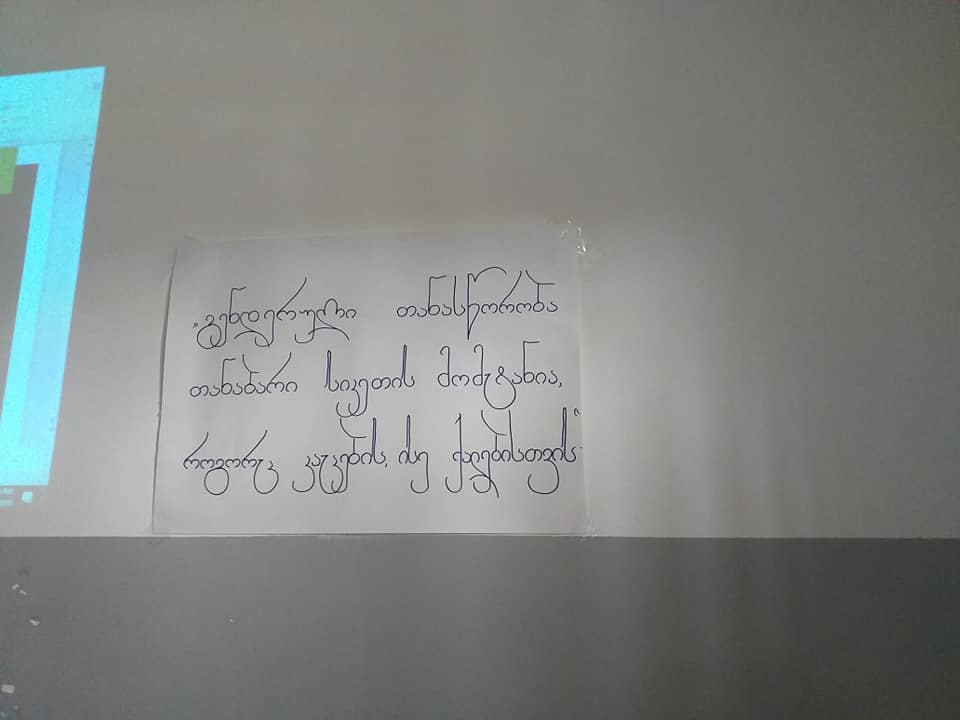 „გენდერული თანასწორობა
თანაბარი სიკეთის მომტანია,
როგორც კაცების, ისე ქალებისთვის“